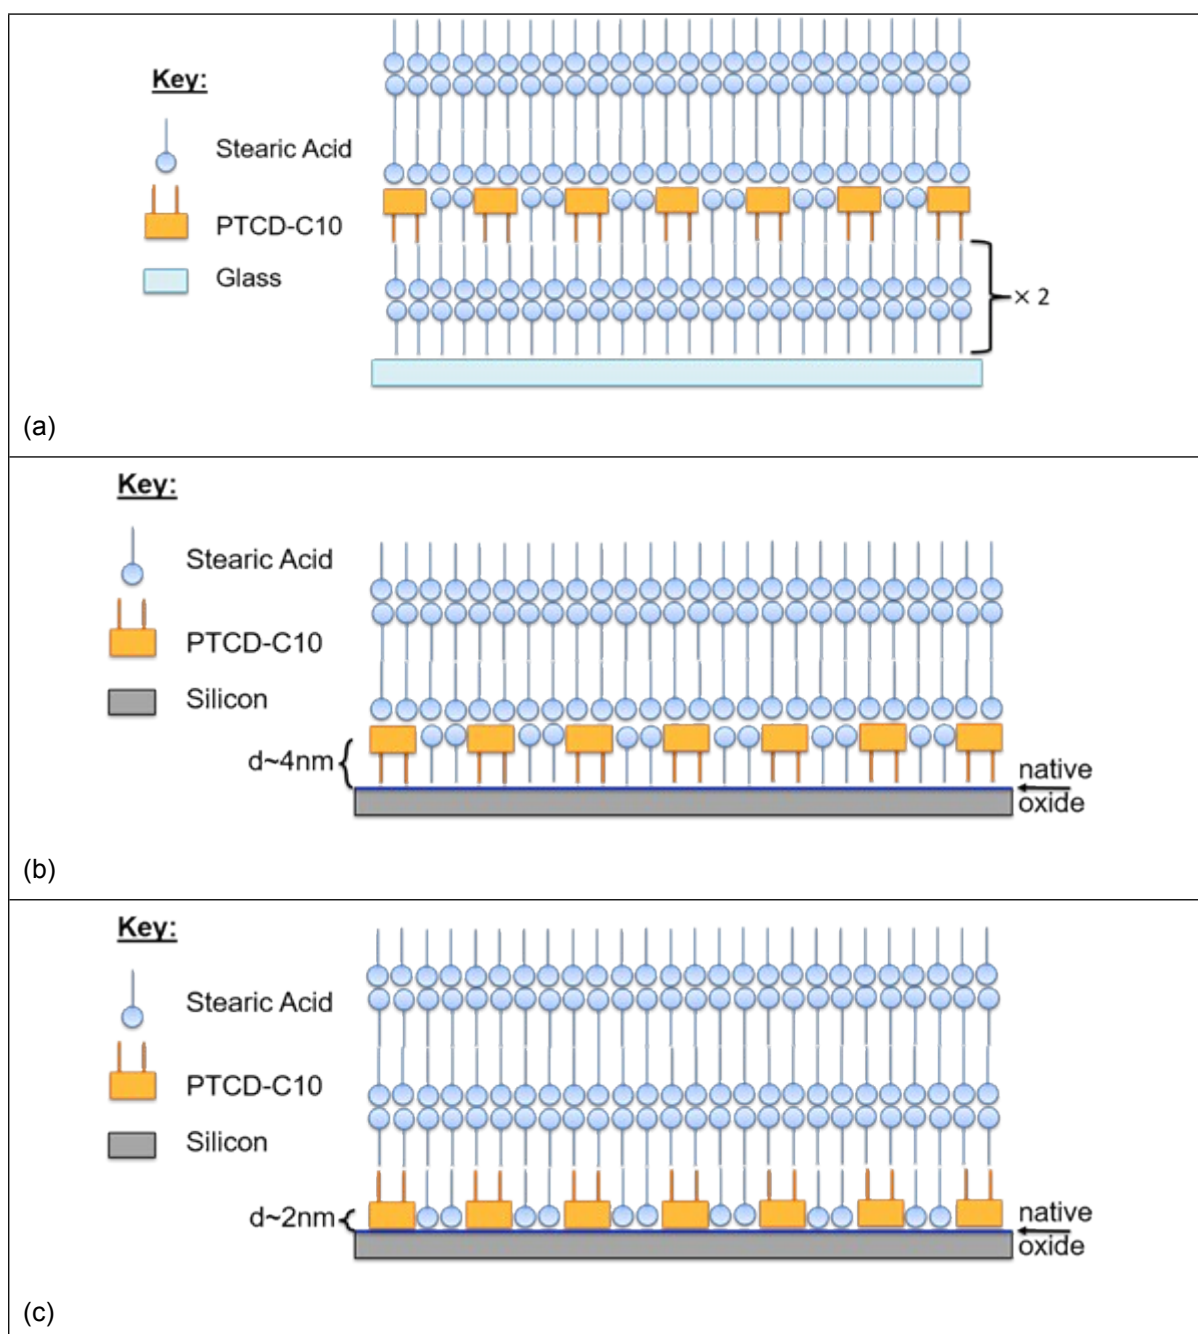 Key:
Stearic Acid
PTCD-C10
Glass
× 2
(a)
Key:
Stearic Acid
PTCD-C10
Silicon
d~4nm
native
oxide
(b)
Key:
Stearic Acid
PTCD-C10
Silicon
d~2nm
native
oxide
(c)